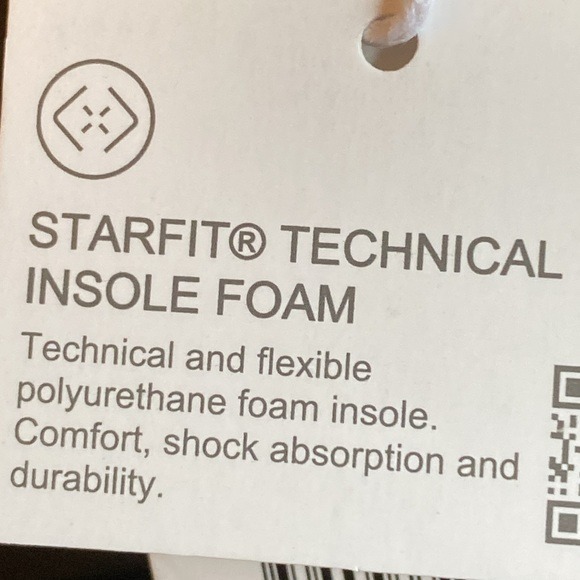 STARFIT® TECHNICAL
INSOLE FOAM
Technical and flexible
polyurethane foam insole.
Comfort, shock absorption and
durability.